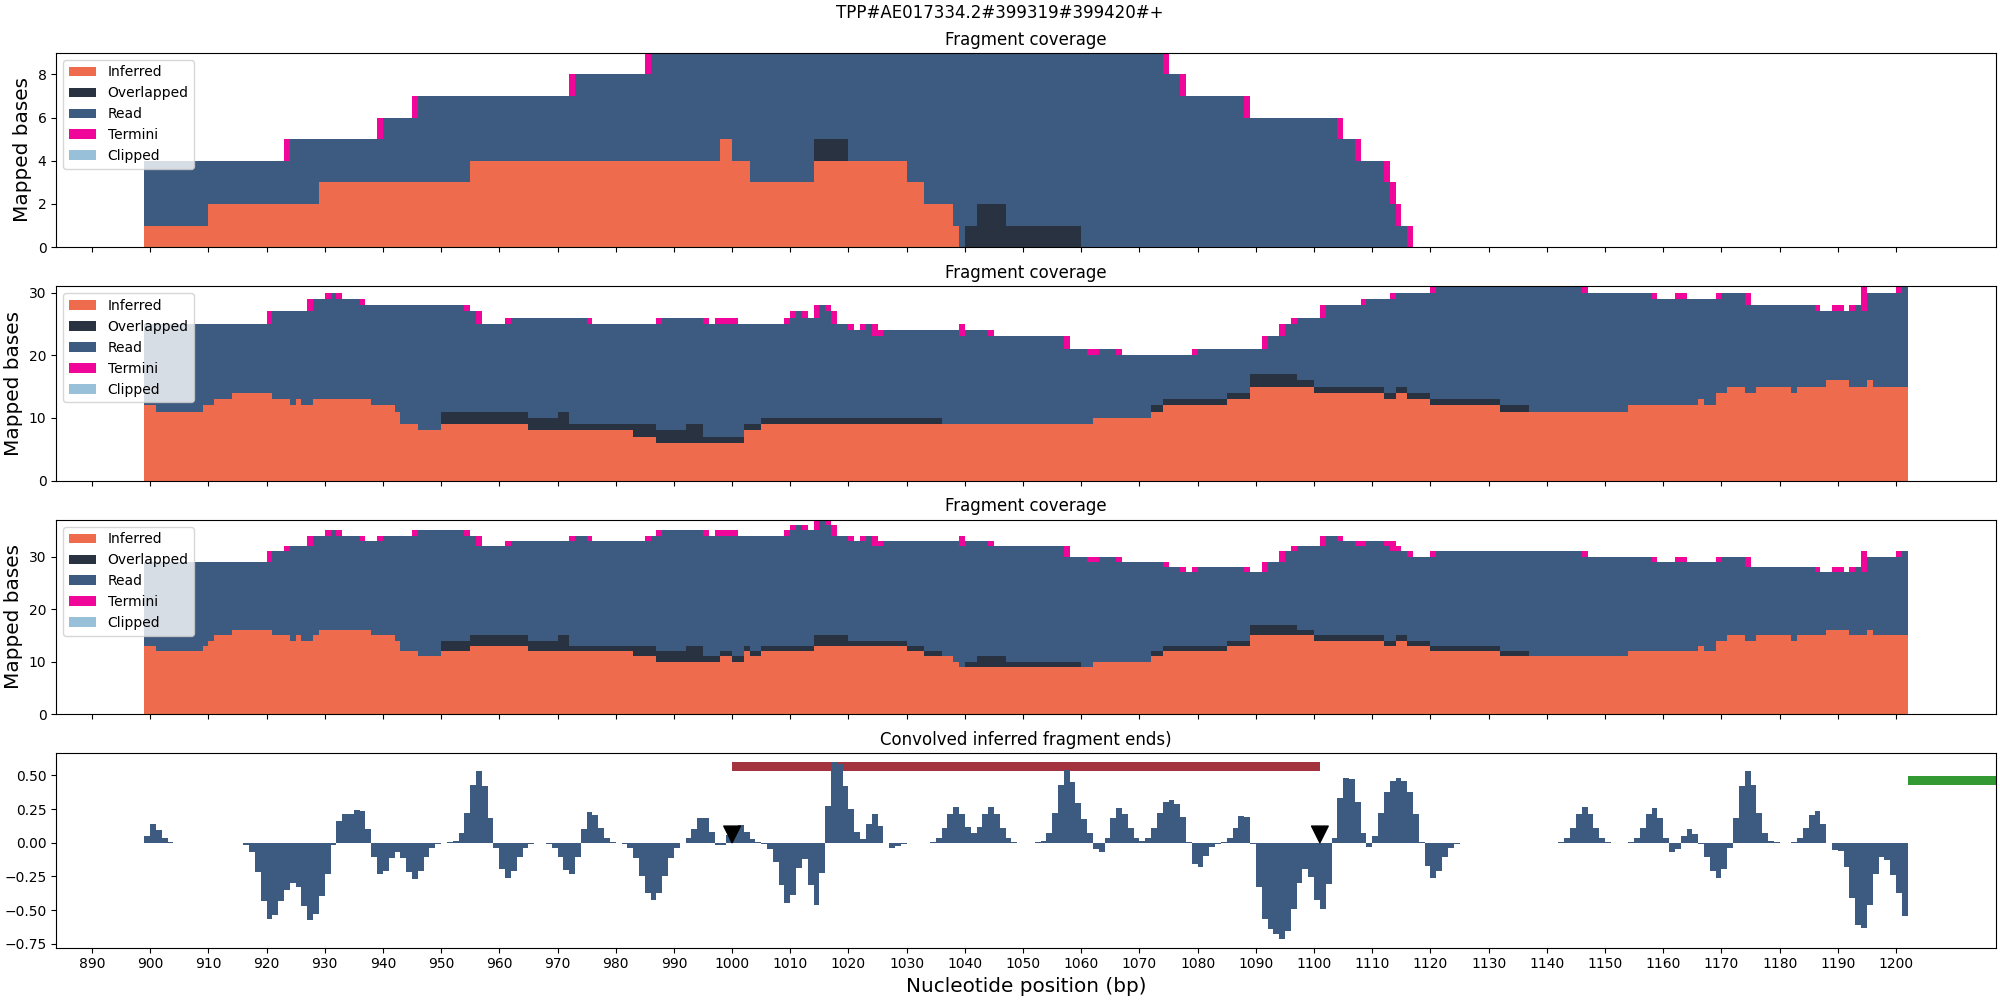 TPP#AE017334.2#399319#399420#+
Fragment coverage
Mapped bases
8
6
4
2
0
Inferred
Overlapped
Read
Termini
Clipped
Fragment coverage
Mapped bases
30
20
10
0
Inferred
Overlapped
Read
Termini
Clipped
Fragment coverage
Mapped bases
30
20
10
0
Inferred
Overlapped
Read
Termini
Clipped
Convolved inferred fragment ends)
0.50
0.25
0.00
−0.25
−0.50
−0.75
890 900 910 920 930 940 950 960 970 980 990 1000 1010 1020 1030 1040 1050 1060 1070 1080 1090 1100 1110 1120 1130 1140 1150 1160 1170 1180 1190 1200
Nucleotide position (bp)